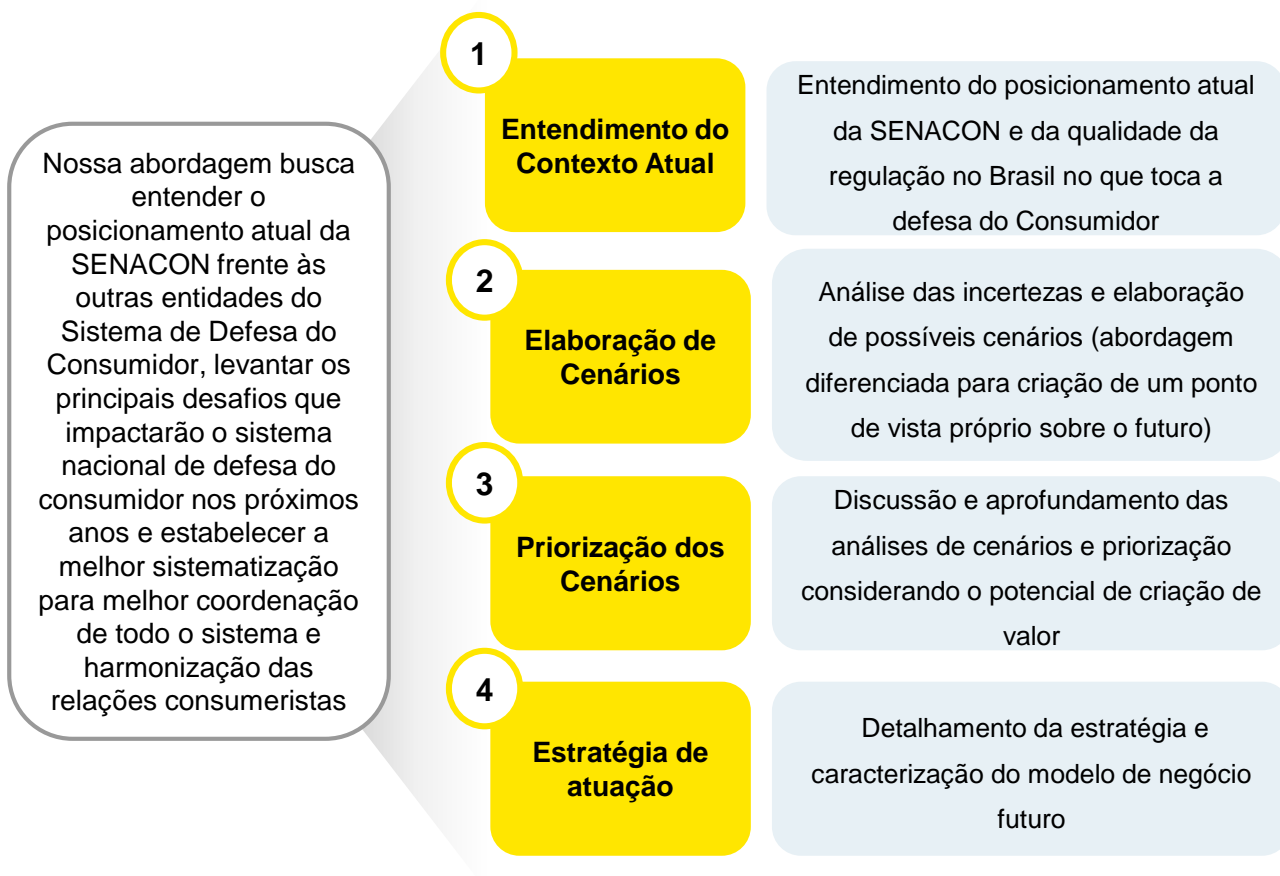 Nossa abordagem busca
entender o
posicionamento atual da
SENACON frente às
outras entidades do
Sistema de Defesa do
Consumidor, levantar os
principais desafios que
impactarão o sistema
nacional de defesa do
consumidor nos próximos
anos e estabelecer a
melhor sistematização
para melhor coordenação
de todo o sistema e
harmonização das
relações consumeristas
1
Entendimento do
Contexto Atual
Entendimento do posicionamento atual
da SENACON e da qualidade da
regulação no Brasil no que toca a
defesa do Consumidor
2
Elaboração de
Cenários
Análise das incertezas e elaboração
de possíveis cenários (abordagem
diferenciada para criação de um ponto
de vista próprio sobre o futuro)
3
Priorização dos
Cenários
Discussão e aprofundamento das
análises de cenários e priorização
considerando o potencial de criação de
valor
4
Estratégia de
atuação
Detalhamento da estratégia e
caracterização do modelo de negócio
futuro